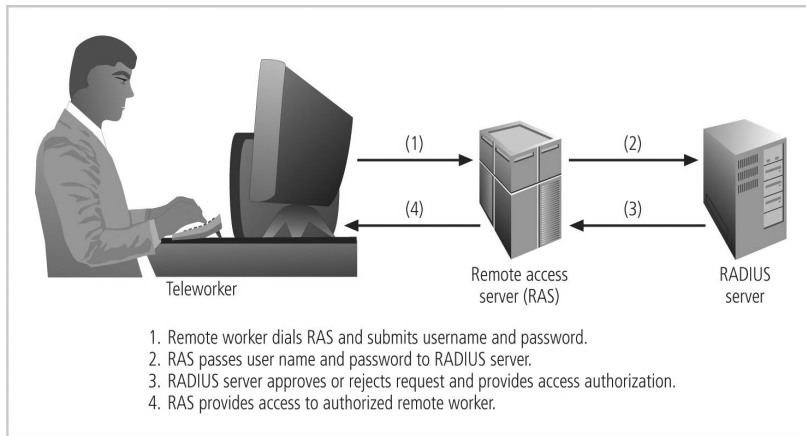 (1)
(2)
(4)
(3)
Teleworker
Remote access
server (RAS)
RADIUS
server
1. Remote worker dials RAS and submits username and password.
2. RAS passes user name and password to RADIUS server.
3. RADIUS server approves or rejects request and provides access authorization.
4. RAS provides access to authorized remote worker.